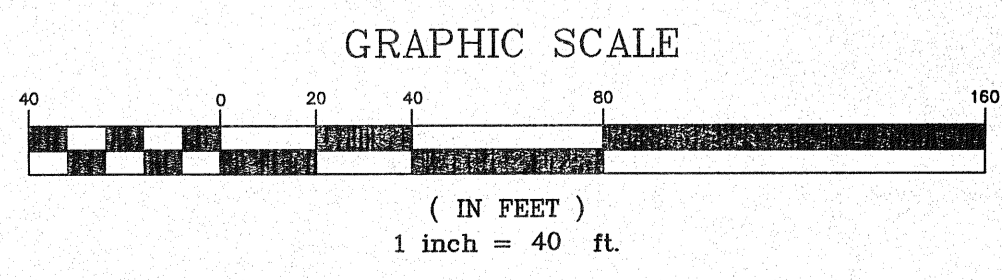 GRAPHIC SCALE
40 0 20 40 80 160
( IN FEET )
1 inch = 40 ft.